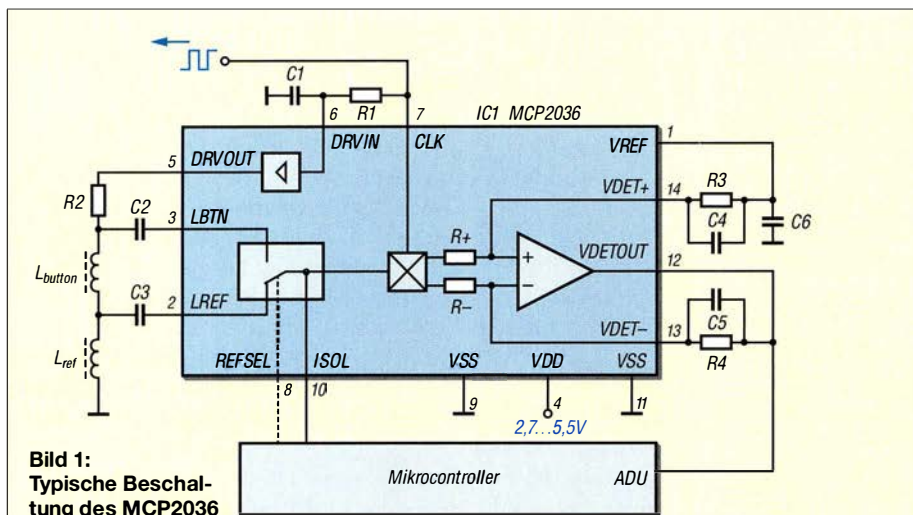 C1
R1
6
7
IC1 MCP2036
DRVIN
CLK
1
VREF
5
DRVOUT
R2
C2
3
LBTN
VDET+
14
R3
C4
C6
R+
+
VDETOUT
12
Lbutton
C3
2
LREF
R–
–
C5
VDET–
13
R4
Lref
REFSEL
ISOL
VSS
VDD
VSS
8
10
9
4
11
2,7...5,5V
Mikrocontroller
ADU
Bild 1:
Typische Beschal-
tung des MCP2036